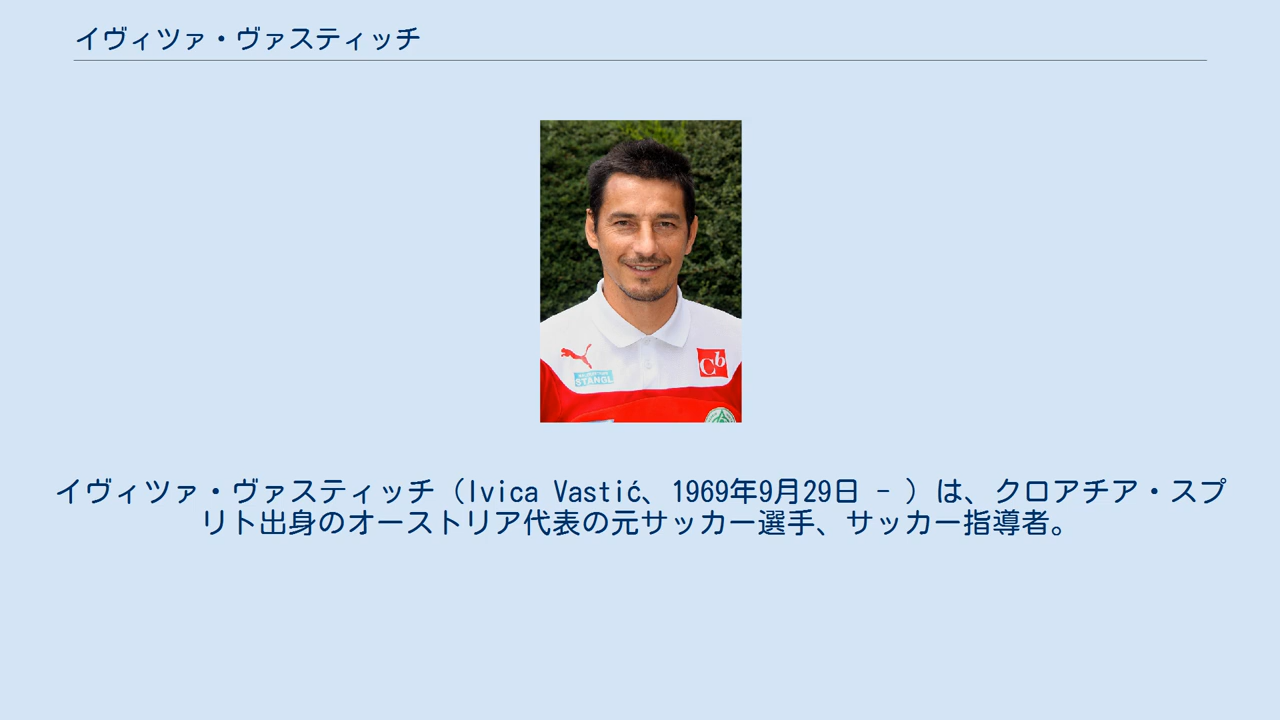 イヴィツァ・ヴァスティッチ
STANGL
Cb
イヴィツァ・ヴァスティッチ（Ivica Vastić、1969年9月29日 - ）は、クロアチア・スプ
リト出身のオーストリア代表の元サッカー選手、サッカー指導者。